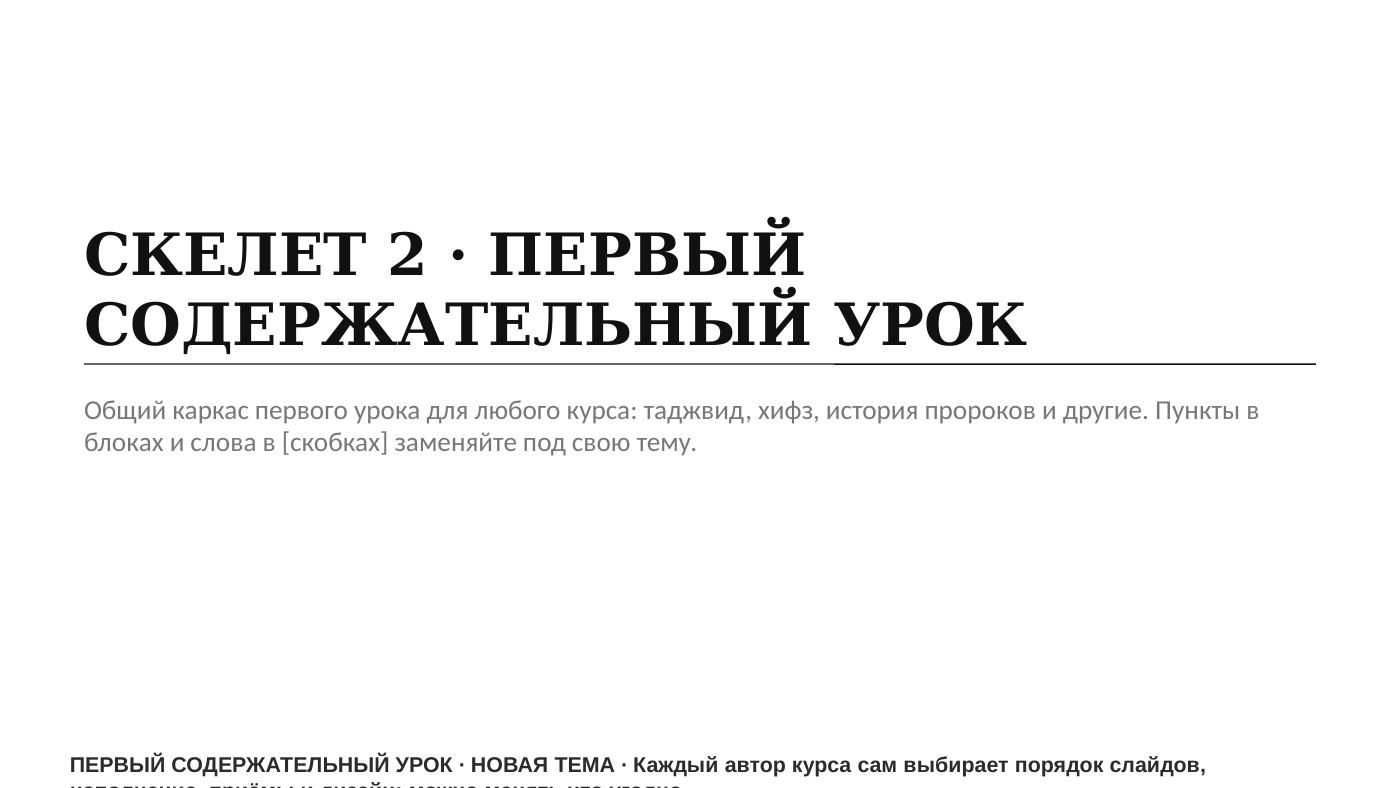 СКЕЛЕТ 2 · ПЕРВЫЙ
СОДЕРЖАТЕЛЬНЫЙ УРОК
Общий каркас первого урока для любого курса: таджвид, хифз, история пророков и другие. Пункты в
блоках и слова в [скобках] заменяйте под свою тему.
ПЕРВЫЙ СОДЕРЖАТЕЛЬНЫЙ УРОК · НОВАЯ ТЕМА · Каждый автор курса сам выбирает порядок слайдов,